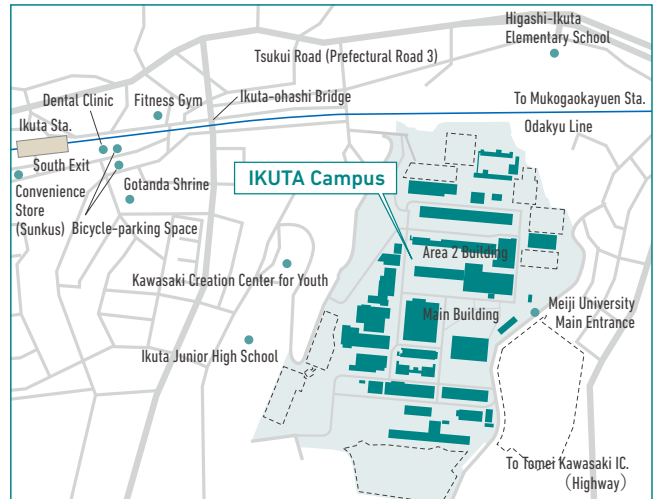 Higashi-Ikuta
Elementary School
Tsukui Road (Prefectural Road 3)
Dental Clinic
Fitness Gym
Ikuta-ohashi Bridge
To Mukogaokayuen Sta.
Ikuta Sta.
Odakyu Line
South Exit
IKUTA Campus
Convenience
Store
(Sunkus)
Gotanda Shrine
Bicycle-parking Space
Area 2 Building
Kawasaki Creation Center for Youth
Main Building
Meiji University
Main Entrance
Ikuta Junior High School
To Tomei Kawasaki IC.
(Highway)